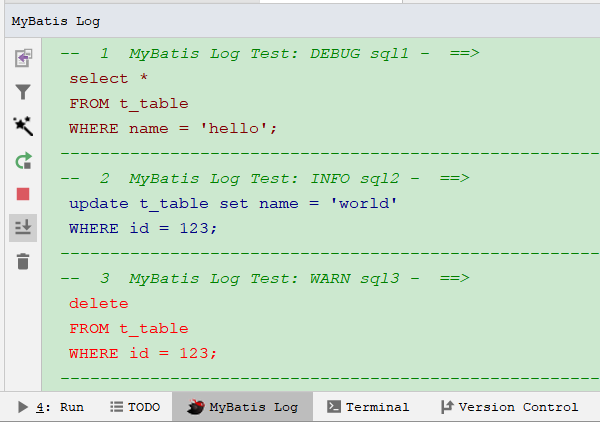 MyBatis Log
-- 1 MyBatis Log Test: DEBUG sql1 - ==>
select *
FROM t_table
WHERE name = 'hello';
------------------------------------------------------
-- 2 MyBatis Log Test: INFO sql2 - ==>
update t_table set name = 'world'
WHERE id = 123;
------------------------------------------------------
-- 3 MyBatis Log Test: WARN sql3 - ==>
delete
FROM t_table
WHERE id = 123;
------------------------------------------------------
4: Run TODO MyBatis Log Terminal Version Control